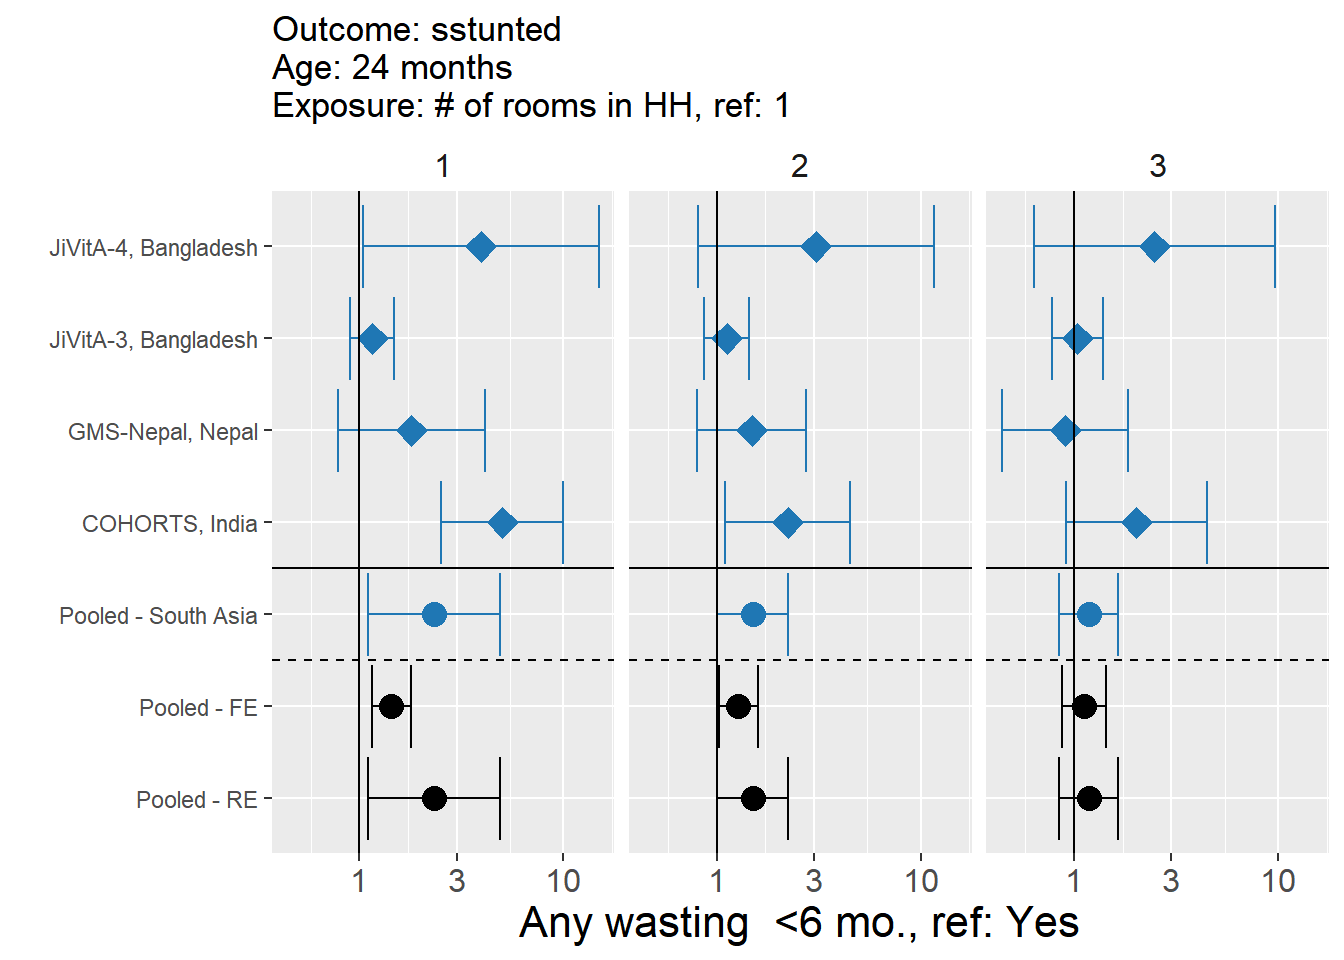 Outcome: sstunted
Age: 24 months
Exposure: # of rooms in HH, ref: 1
1 2 3
JiVitA-4, Bangladesh
JiVitA-3, Bangladesh
GMS-Nepal, Nepal
COHORTS, India
Pooled - South Asia
Pooled - FE
Pooled - RE
1 3 10 1 3 10 1 3 10
Any wasting  <6 mo., ref: Yes